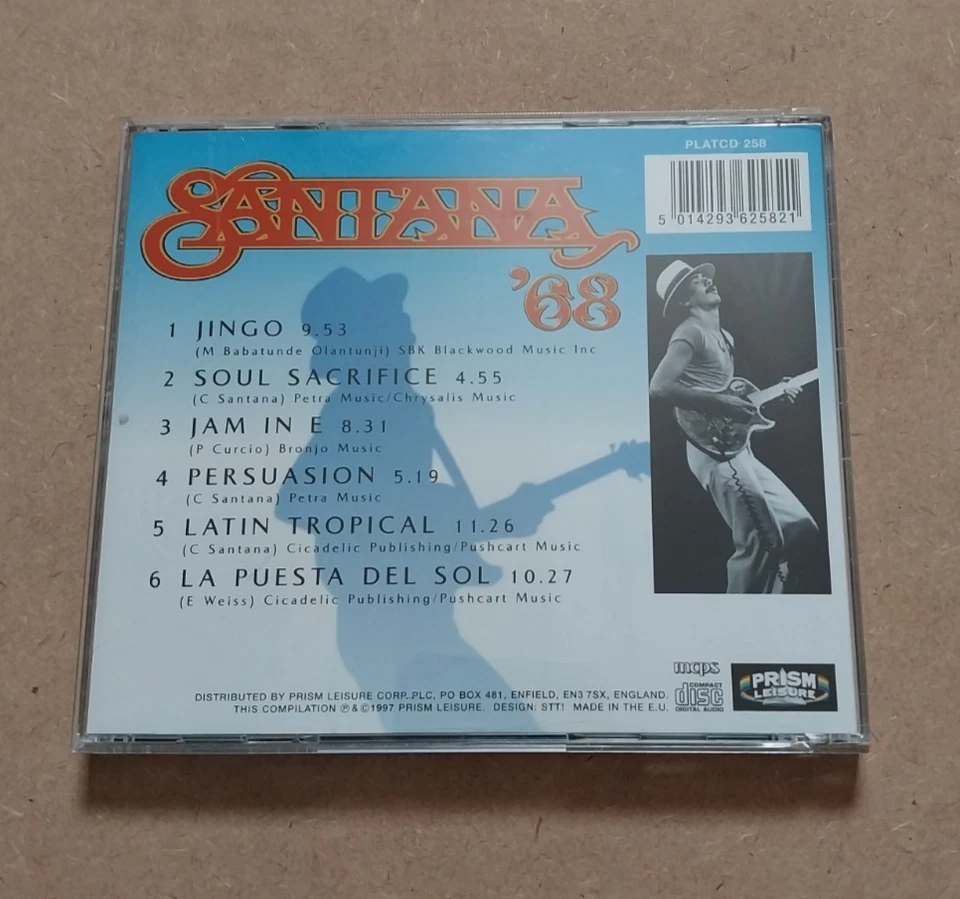 PLATCD 258
5 014293 625821
SANTANA
'68
1 JINGO 9.53
(M Babatunde Olantunji) SBK Blackwood Music Inc
2 SOUL SACRIFICE 4.55
(C Santana) Petra Music/Chrysalis Music
3 JAM IN E 8.31
(P Curcio) Bronjo Music
4 PERSUASION 5.19
(C Santana) Petra Music
5 LATIN TROPICAL 11.26
(C Santana) Cicadelic Publishing/Pushcart Music
6 LA PUESTA DEL SOL 10.27
(E Weiss) Cicadelic Publishing/Pushcart Music
DISTRIBUTED BY PRISM LEISURE CORP..PLC, PO BOX 481, ENFIELD, EN3 7SX, ENGLAND.
THIS COMPILATION ℗ & © 1997 PRISM LEISURE. DESIGN: STT! MADE IN THE E.U.
mcps
COMPACT
disc
DIGITAL AUDIO
PRISM
LEISURE